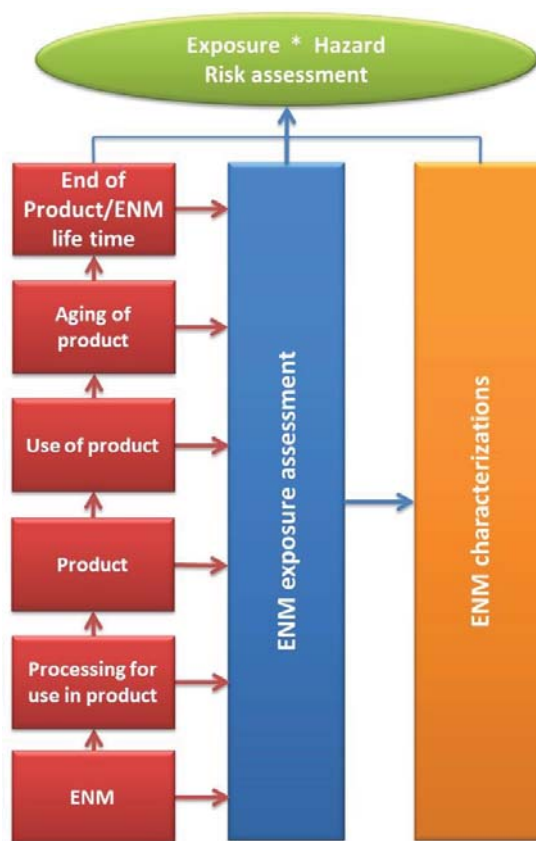 Exposure * Hazard
Risk assessment
End of
Product/ENM
life time
Aging of
product
Use of product
Product
Processing for
use in product
ENM
ENM exposure assessment
ENM characterizations